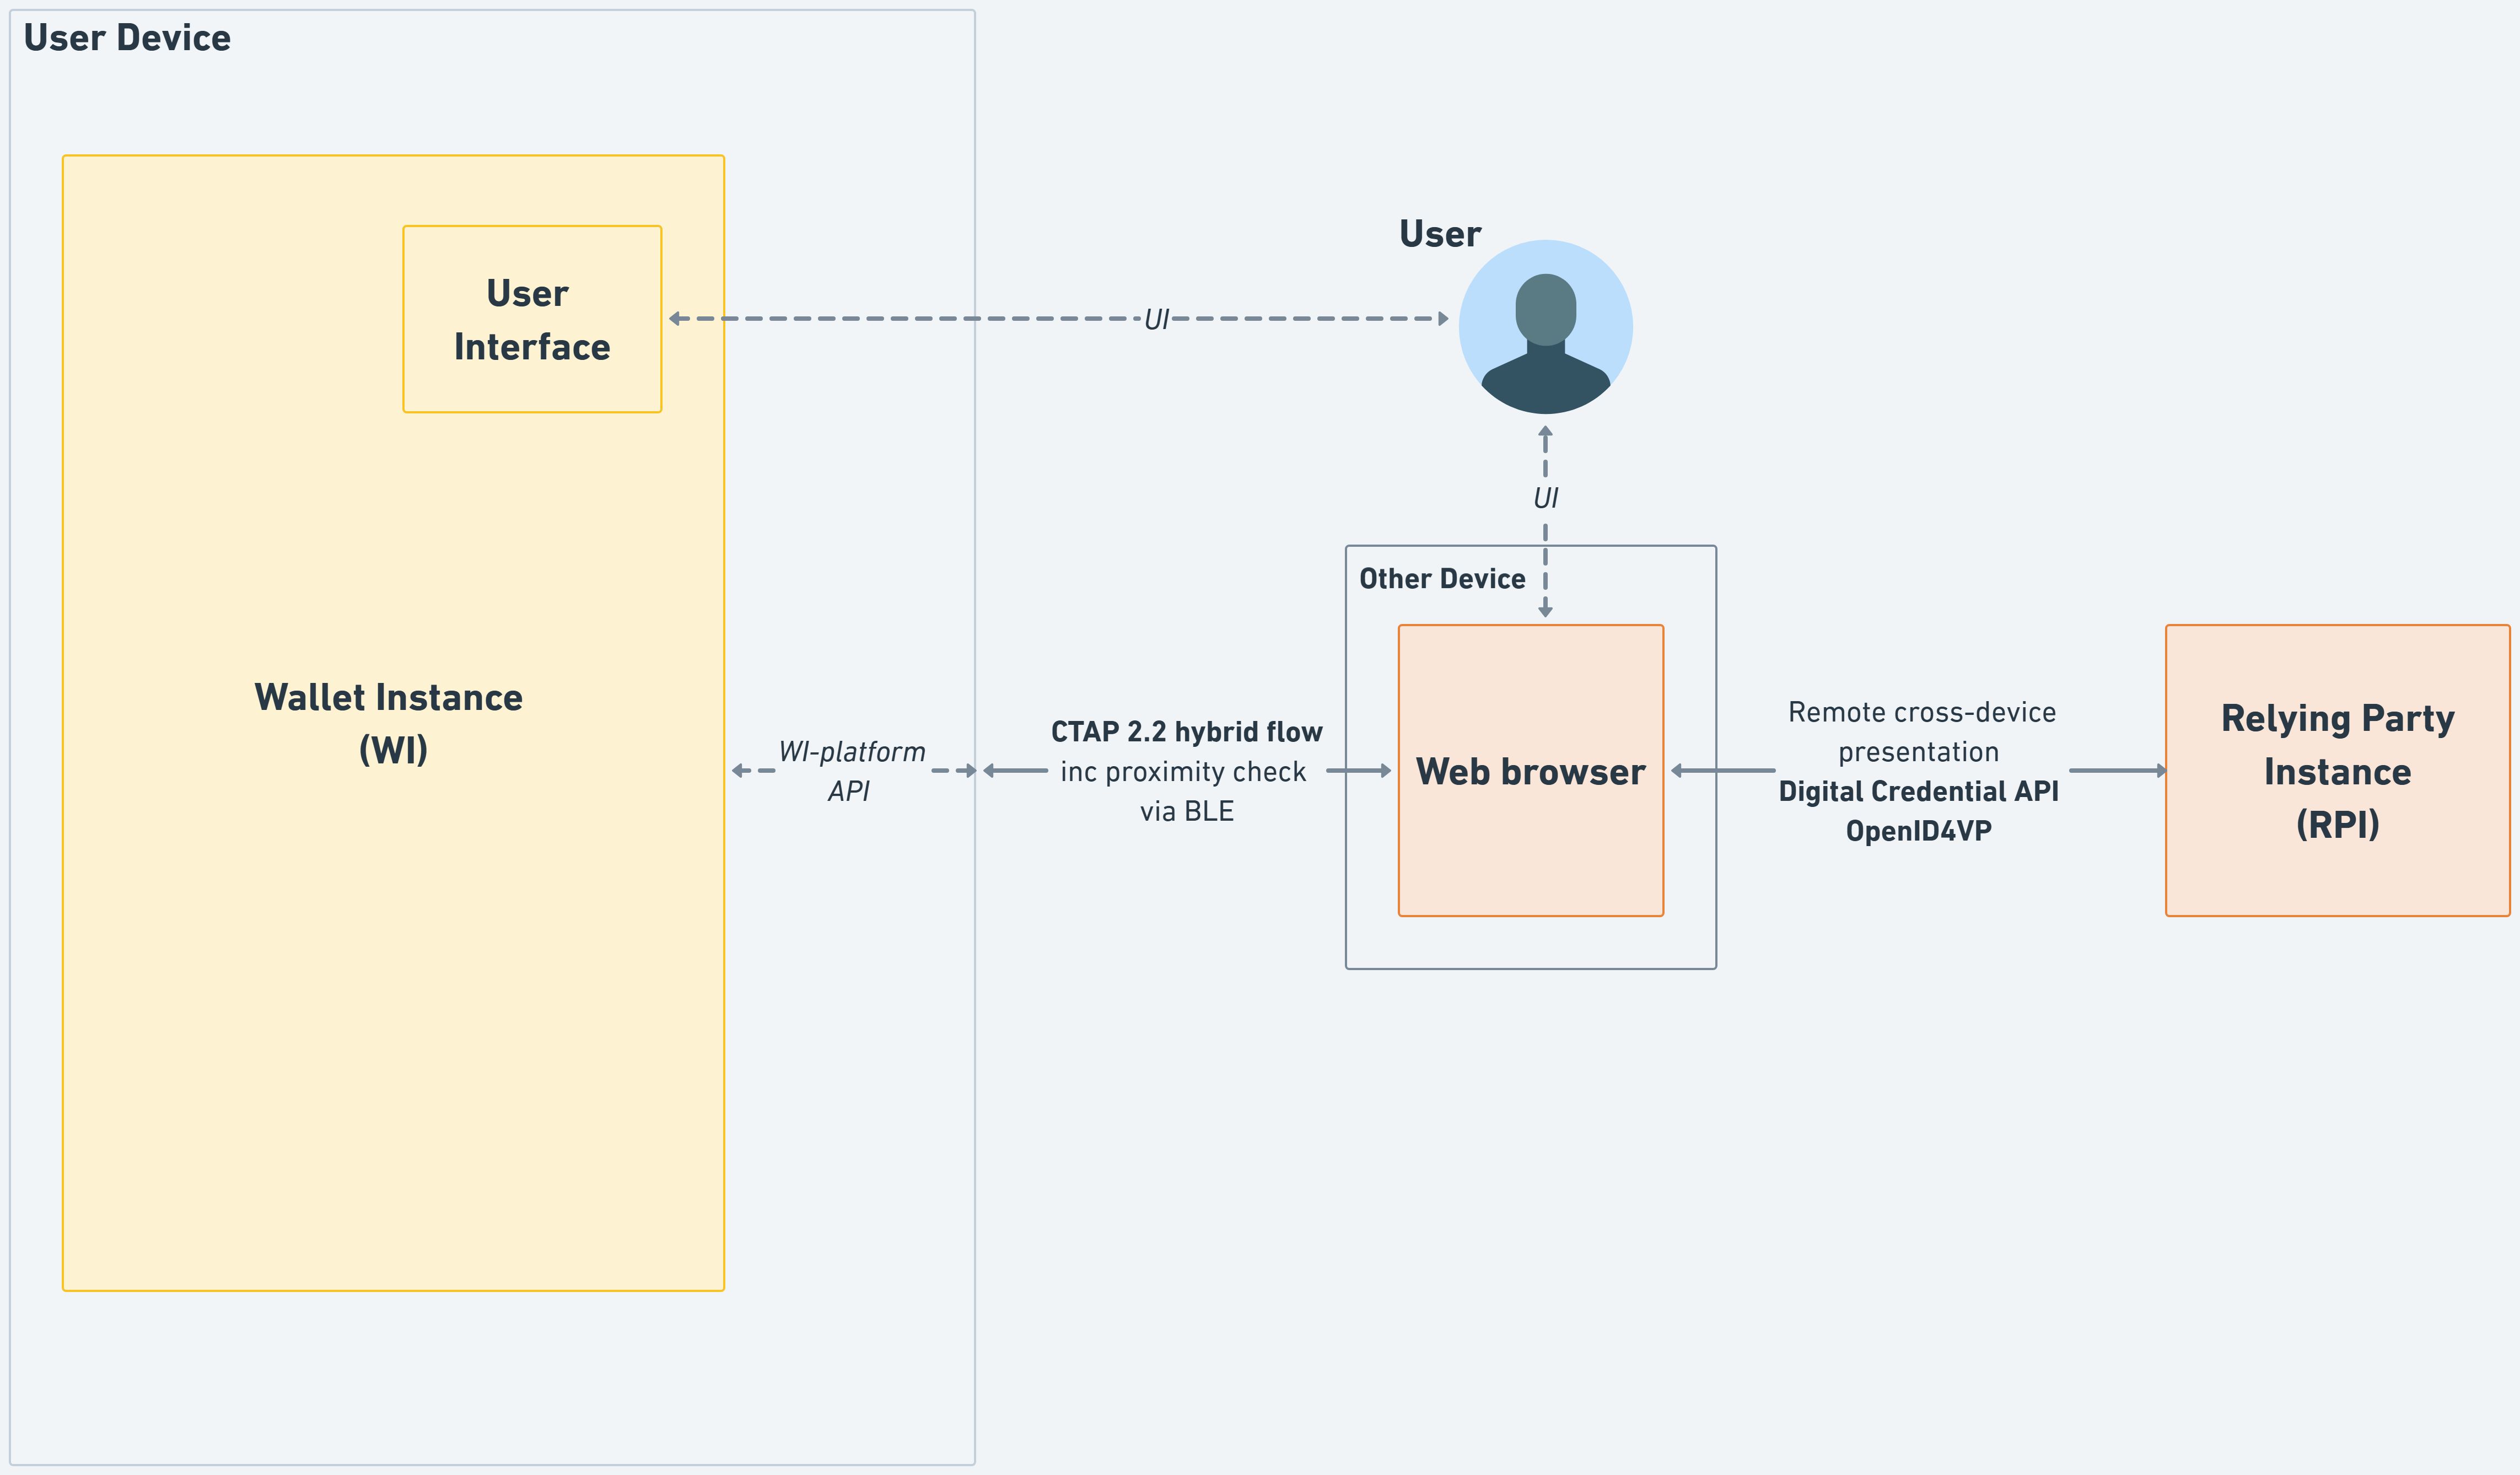 User Device
User
Interface
UI
User
UI
Other Device
Wallet Instance
(WI)
WI-platform
API
CTAP 2.2 hybrid flow
inc proximity check
via BLE
Web browser
Remote cross-device
presentation
Digital Credential API
OpenID4VP
Relying Party
Instance
(RPI)